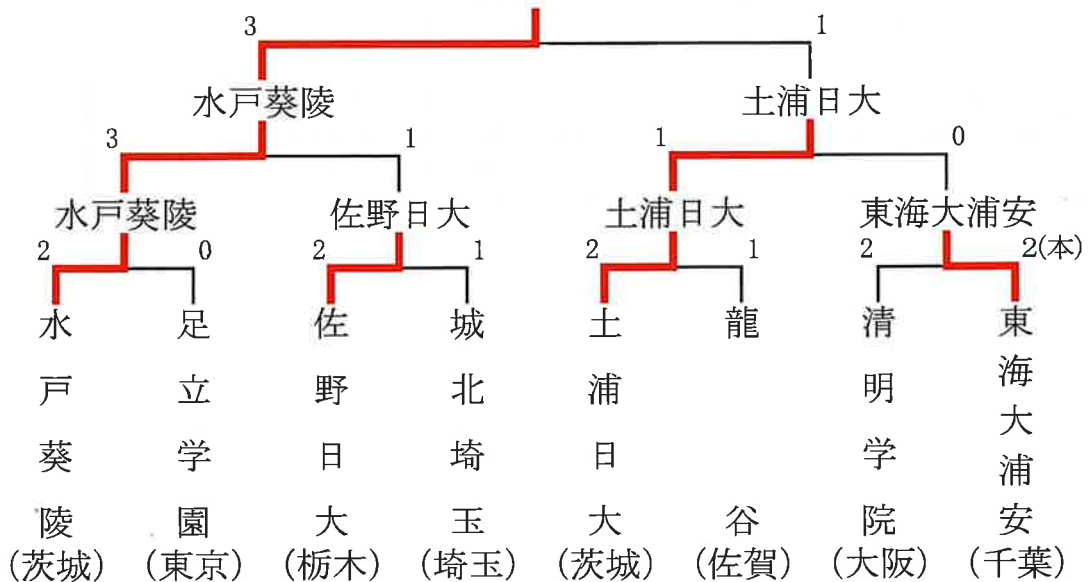 3 1
水戸葵陵 土浦日大
3 1 1 0
水戸葵陵 佐野日大 土浦日大 東海大浦安
2 0 2 1 2 1 2 2(本)
水戸葵陵 足立学園 佐野日大 城北埼玉 土浦日大 龍谷 清明学院 東海大浦安
(茨城) (東京) (栃木) (埼玉) (茨城) (佐賀) (大阪) (千葉)